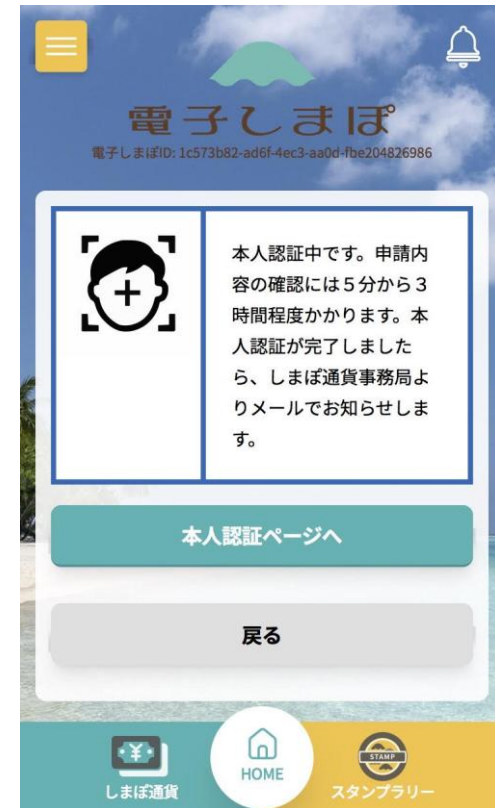 電子しまぽ
電子しまぽID: 1c573b82-ad6f-4ec3-aa0d-fbe204826986
本人認証中です。申請内
容の確認には５分から３
時間程度かかります。本
人認証が完了しました
ら、しまぽ通貨事務局よ
りメールでお知らせしま
す。
本人認証ページへ
戻る
¥
しまぽ通貨
HOME
STAMP
スタンプラリー